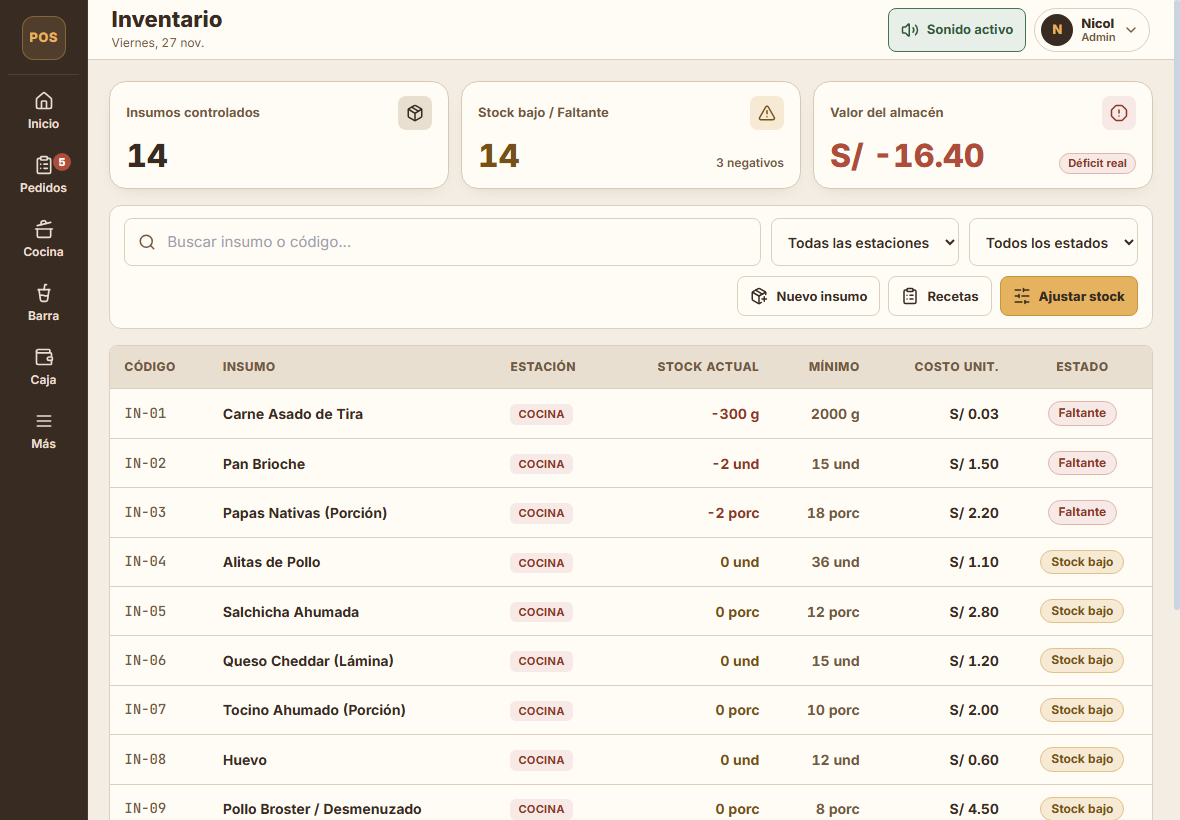 POS
Inicio
Pedidos 5
Cocina
Barra
Caja
Más
Inventario
Viernes, 27 nov.
Sonido activo
N
Nicol
Admin
Insumos controlados
14
Stock bajo / Faltante
14
3 negativos
Valor del almacén
S/ -16.40
Déficit real
Buscar insumo o código...
Todas las estaciones
Todos los estados
Nuevo insumo
Recetas
Ajustar stock
CÓDIGO INSUMO ESTACIÓN STOCK ACTUAL MÍNIMO COSTO UNIT. ESTADO
IN-01 Carne Asado de Tira COCINA -300 g 2000 g S/ 0.03 Faltante
IN-02 Pan Brioche COCINA -2 und 15 und S/ 1.50 Faltante
IN-03 Papas Nativas (Porción) COCINA -2 porc 18 porc S/ 2.20 Faltante
IN-04 Alitas de Pollo COCINA 0 und 36 und S/ 1.10 Stock bajo
IN-05 Salchicha Ahumada COCINA 0 porc 12 porc S/ 2.80 Stock bajo
IN-06 Queso Cheddar (Lámina) COCINA 0 und 15 und S/ 1.20 Stock bajo
IN-07 Tocino Ahumado (Porción) COCINA 0 porc 10 porc S/ 2.00 Stock bajo
IN-08 Huevo COCINA 0 und 12 und S/ 0.60 Stock bajo
IN-09 Pollo Broster / Desmenuzado COCINA 0 porc 8 porc S/ 4.50 Stock bajo